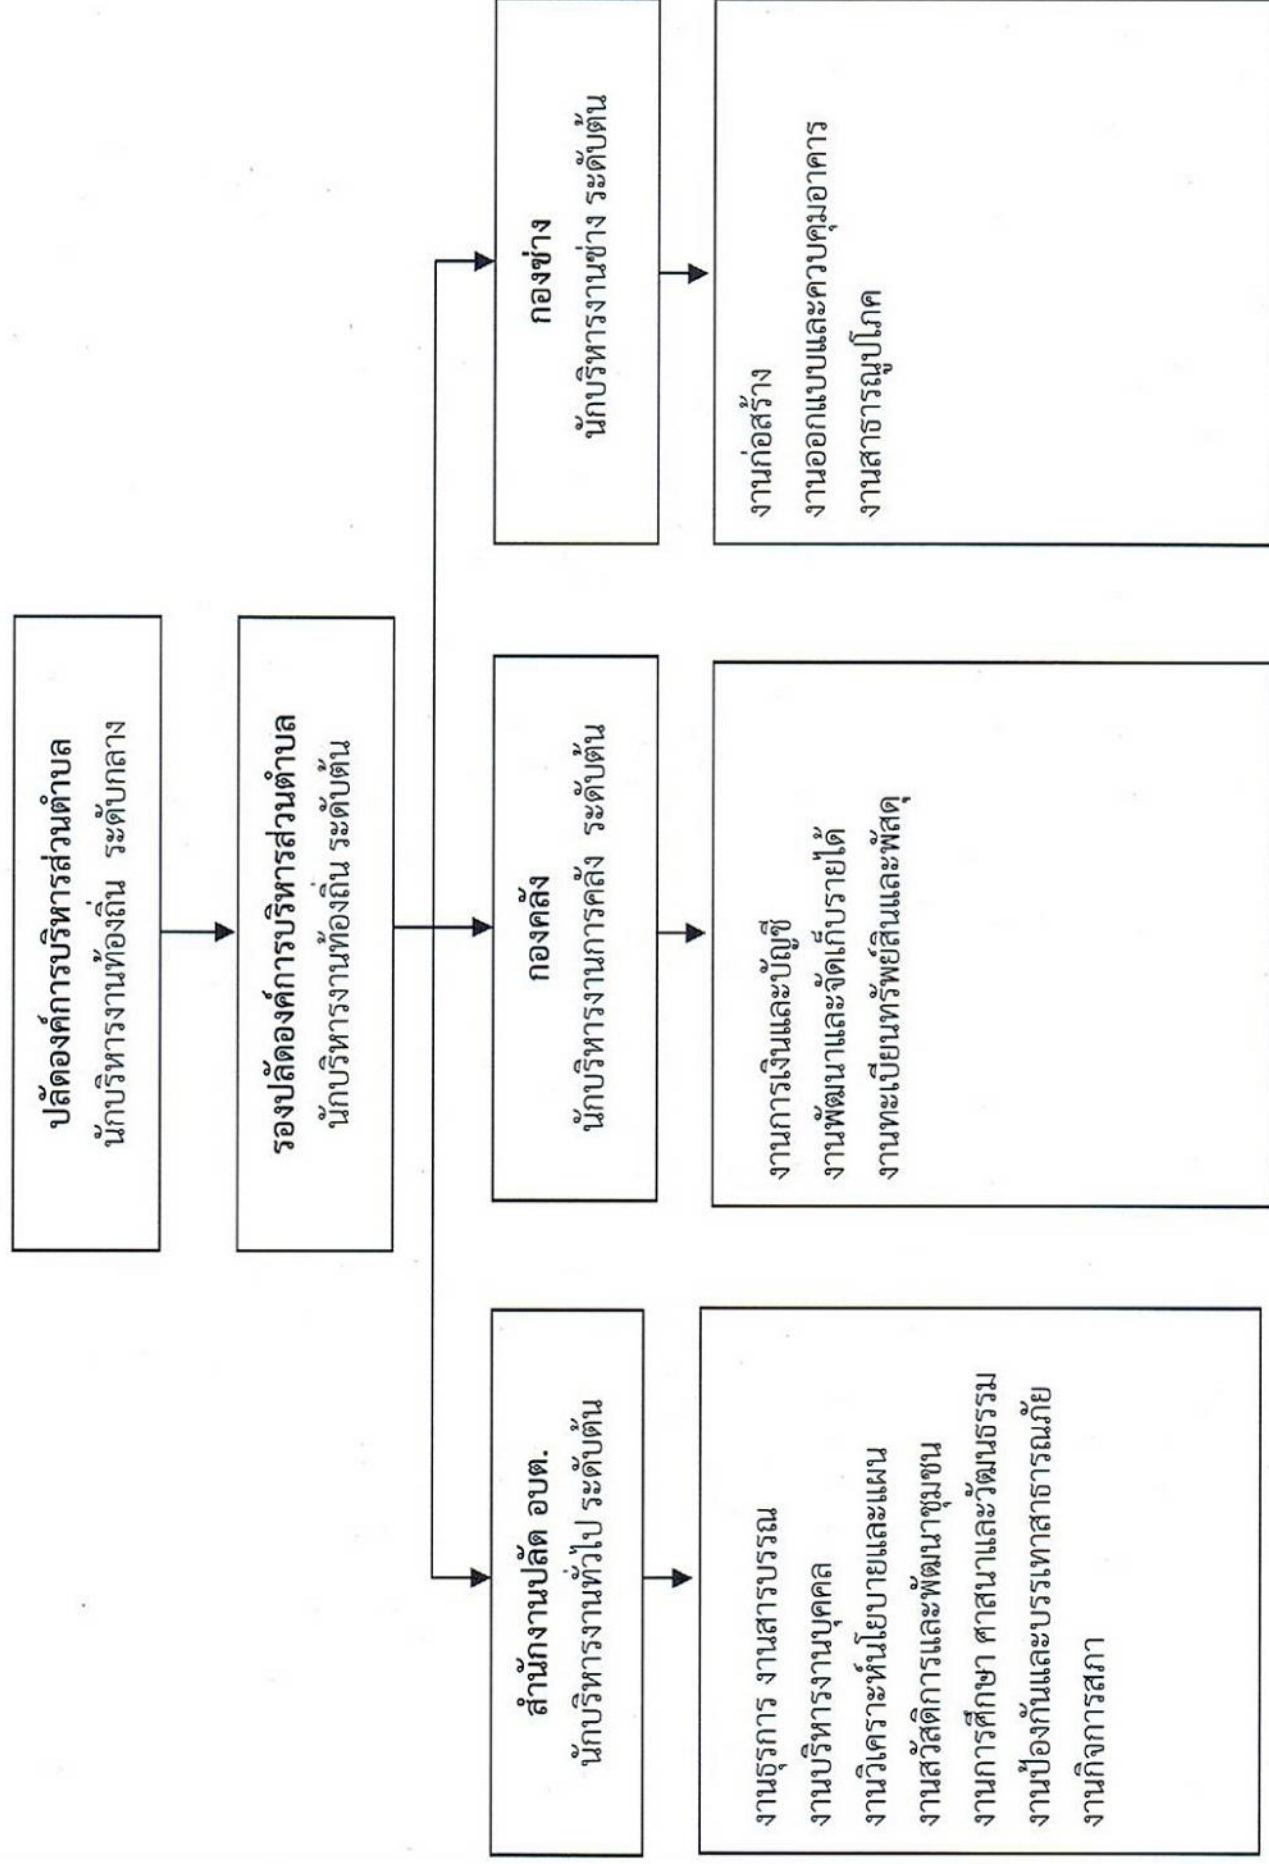 ปลัดองค์การบริหารส่วนตำบล
นักบริหารงานท้องถิ่น ระดับกลาง
รองปลัดองค์การบริหารส่วนตำบล
นักบริหารงานท้องถิ่น ระดับต้น
สำนักงานปลัด อบต.
นักบริหารงานทั่วไป ระดับต้น
กองคลัง
นักบริหารงานการคลัง ระดับต้น
กองช่าง
นักบริหารงานช่าง ระดับต้น
งานธุรการ งานสารบรรณ
งานบริหารงานบุคคล
งานวิเคราะห์นโยบายและแผน
งานสวัสดิการและพัฒนาชุมชน
งานการศึกษา ศาสนาและวัฒนธรรม
งานป้องกันและบรรเทาสาธารณภัย
งานกิจการสภา
งานการเงินและบัญชี
งานพัฒนาและจัดเก็บรายได้
งานทะเบียนทรัพย์สินและพัสดุ
งานก่อสร้าง
งานออกแบบและควบคุมอาคาร
งานสาธารณูปโภค